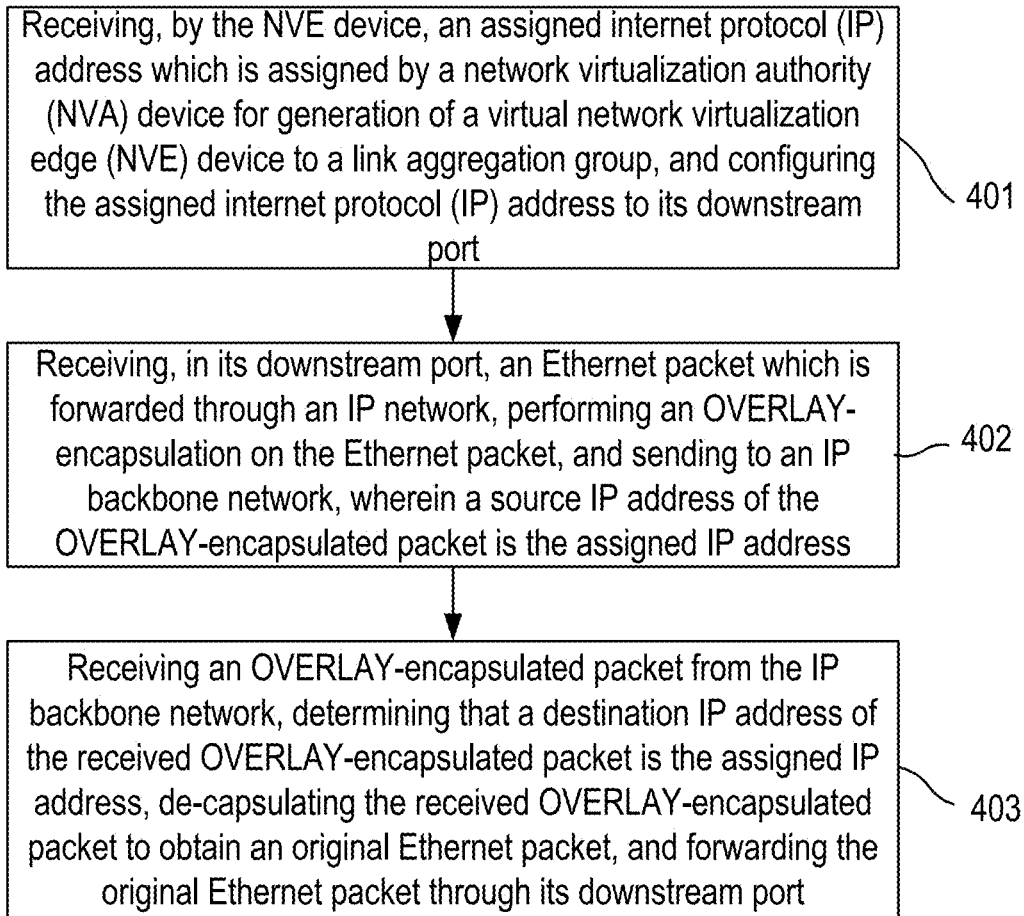 Receiving, by the NVE device, an assigned internet protocol (IP)
address which is assigned by a network virtualization authority
(NVA) device for generation of a virtual network virtualization
edge (NVE) device to a link aggregation group, and configuring
the assigned internet protocol (IP) address to its downstream
port
401
Receiving, in its downstream port, an Ethernet packet which is
forwarded through an IP network, performing an OVERLAY-
encapsulation on the Ethernet packet, and sending to an IP
backbone network, wherein a source IP address of the
OVERLAY-encapsulated packet is the assigned IP address
402
Receiving an OVERLAY-encapsulated packet from the IP
backbone network, determining that a destination IP address of
the received OVERLAY-encapsulated packet is the assigned IP
address, de-capsulating the received OVERLAY-encapsulated
packet to obtain an original Ethernet packet, and forwarding the
original Ethernet packet through its downstream port
403